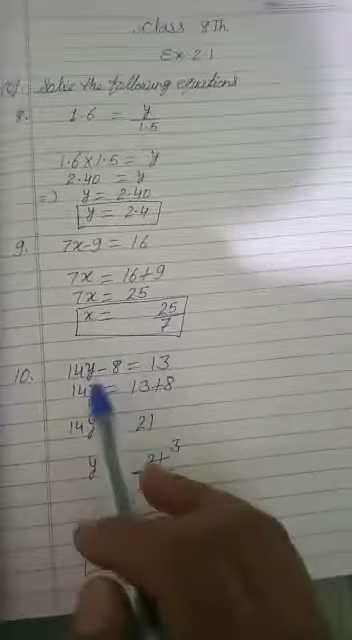 Class 8th
Ex 2.1
Solve the following equations
8. 1.6 = y/1.5
1.6 x 1.5 = y
2.40 = y
=> y = 2.40
y = 2.4
9. 7x - 9 = 16
7x = 16 + 9
7x = 25
x = 25/7
10. 14y - 8 = 13
14y = 13 + 8
14y 21
y 21 3